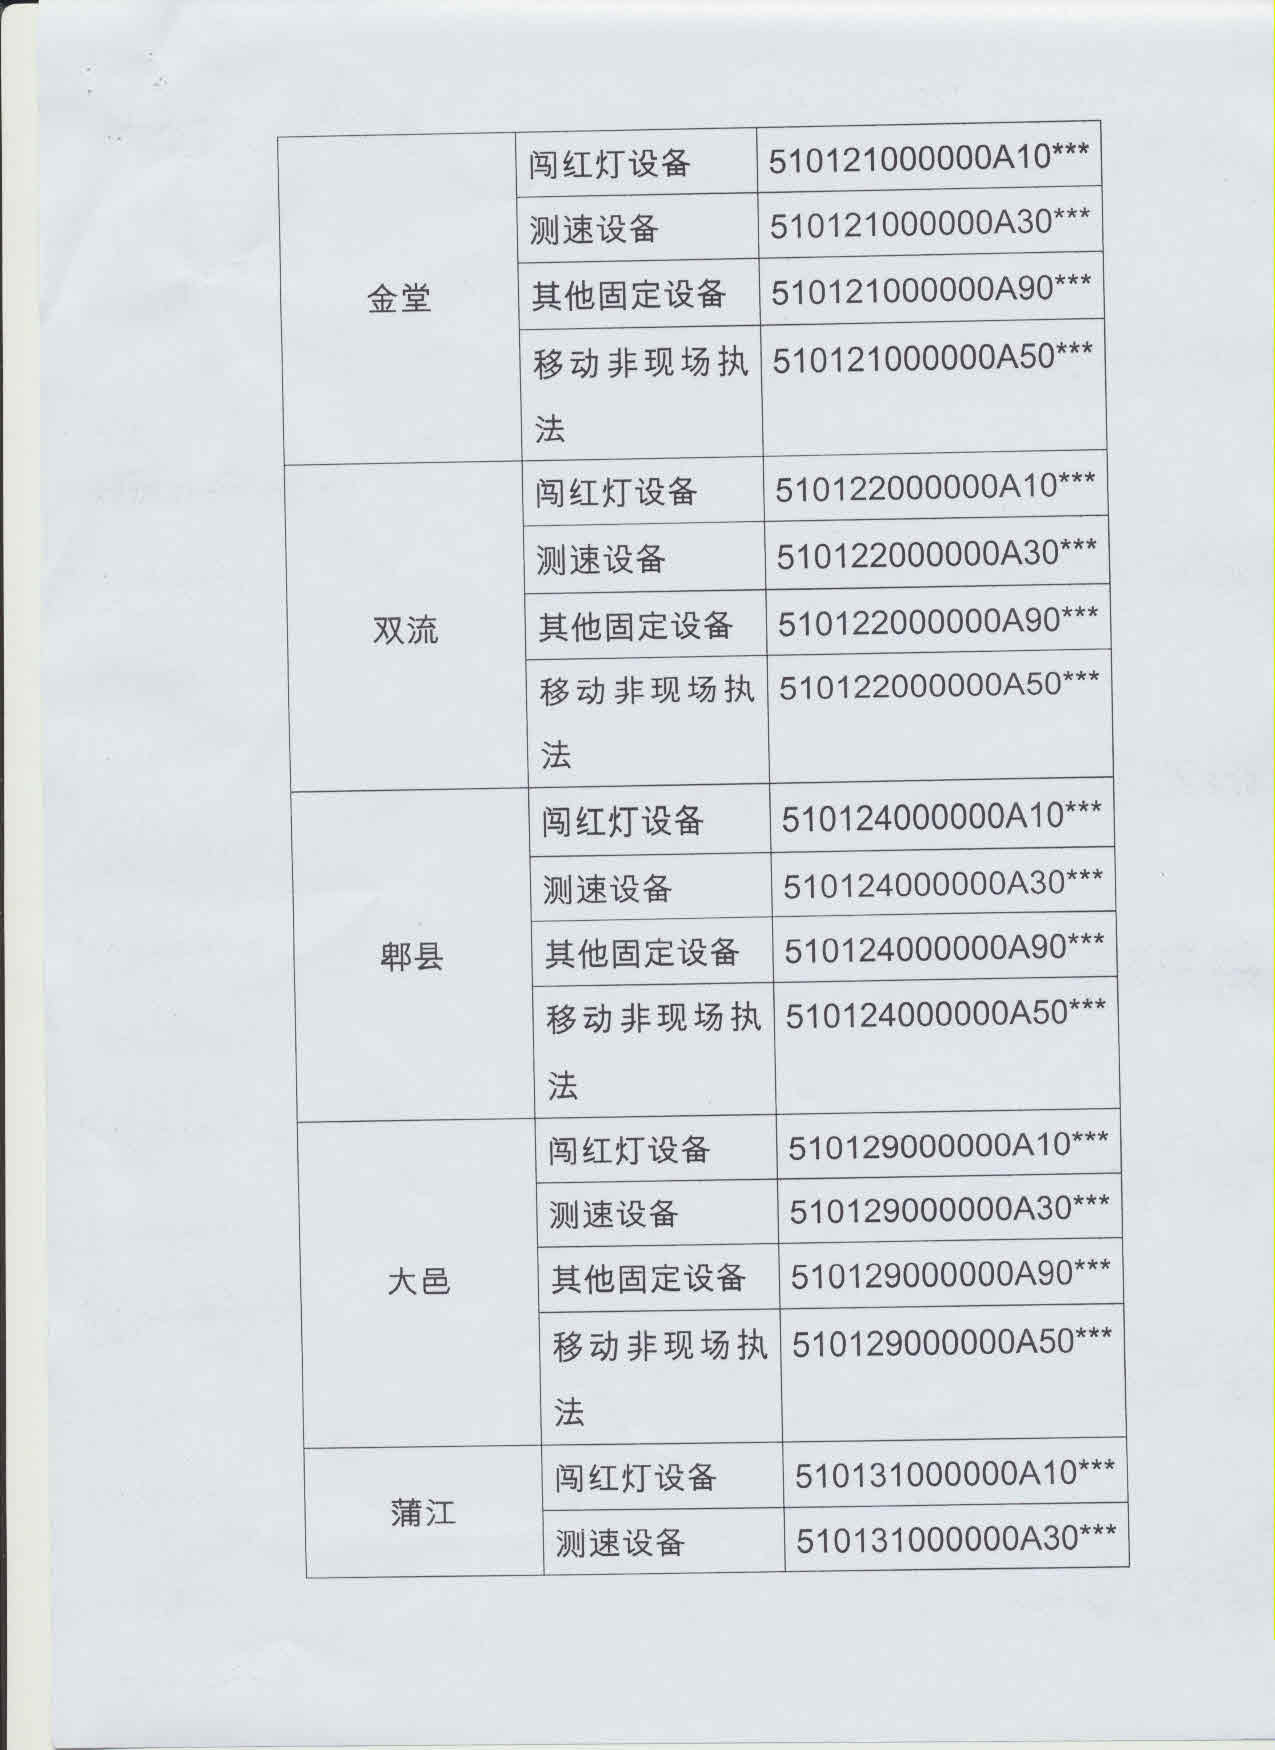 金堂
闯红灯设备 510121000000A10***
测速设备 510121000000A30***
其他固定设备 510121000000A90***
移动非现场执 510121000000A50***
法
双流
闯红灯设备 510122000000A10***
测速设备 510122000000A30***
其他固定设备 510122000000A90***
移动非现场执 510122000000A50***
法
郫县
闯红灯设备 510124000000A10***
测速设备 510124000000A30***
其他固定设备 510124000000A90***
移动非现场执 510124000000A50***
法
大邑
闯红灯设备 510129000000A10***
测速设备 510129000000A30***
其他固定设备 510129000000A90***
移动非现场执 510129000000A50***
法
蒲江
闯红灯设备 510131000000A10***
测速设备 510131000000A30***